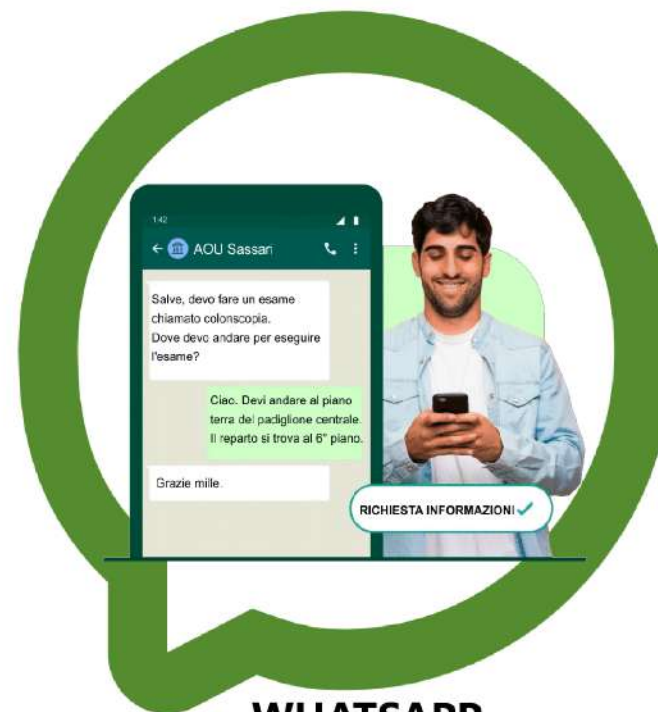 1:42
AOU Sassari
Salve, devo fare un esame
chiamato colonscopia.
Dove devo andare per eseguire
l'esame?
Ciao. Devi andare al piano
terra del padiglione centrale.
Il reparto si trova al 6° piano.
Grazie mille.
RICHIESTA INFORMAZIONI
WHATSAPP